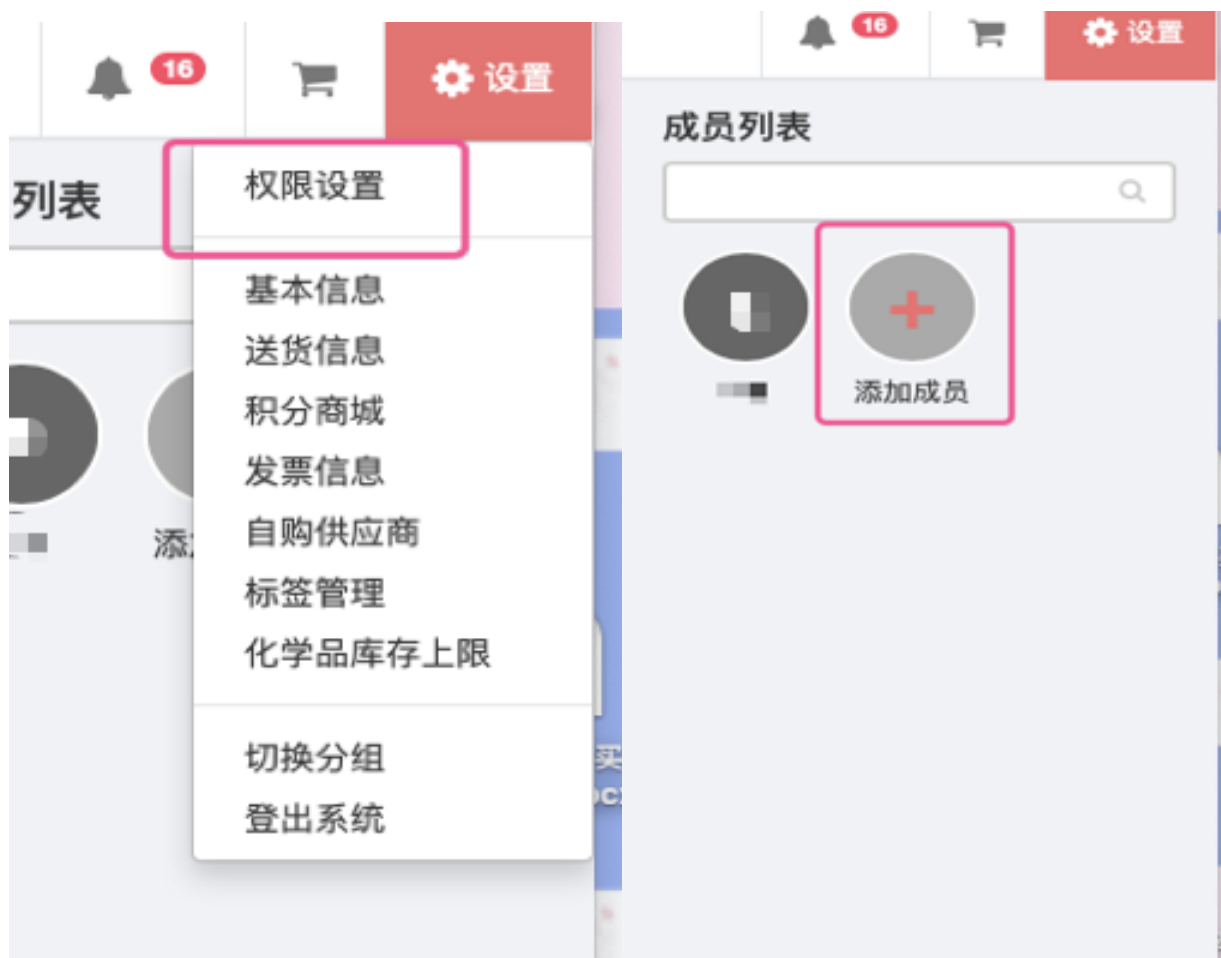 16
设置
列表
权限设置
基本信息
送货信息
积分商城
发票信息
自购供应商
标签管理
化学品库存上限
切换分组
登出系统
添
买
16
设置
成员列表
添加成员